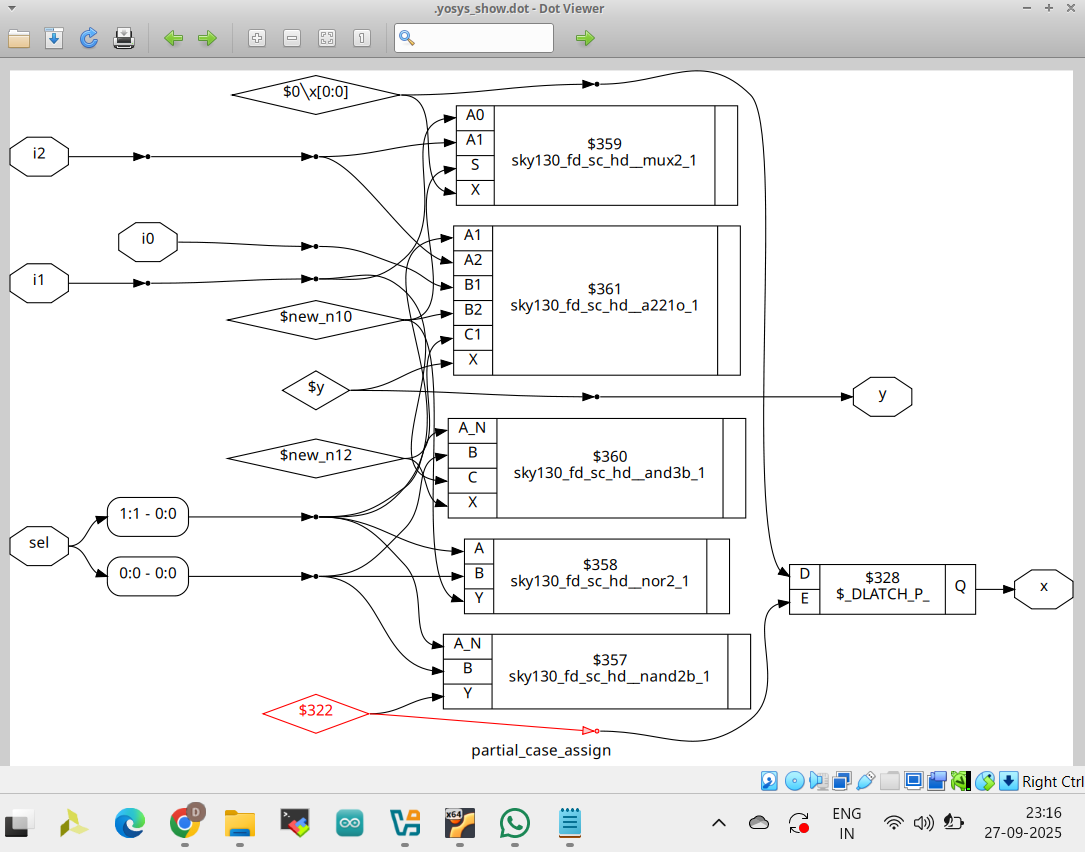 .yosys_show.dot - Dot Viewer
1
$0\x[0:0]
i2
i0
i1
$new_n10
$y
$new_n12
sel
1:1 - 0:0
0:0 - 0:0
$322
A0
A1
S
X
$359
sky130_fd_sc_hd__mux2_1
A1
A2
B1
B2
C1
X
$361
sky130_fd_sc_hd__a221o_1
y
A_N
B
C
X
$360
sky130_fd_sc_hd__and3b_1
A
B
Y
$358
sky130_fd_sc_hd__nor2_1
D
E
$328
$_DLATCH_P_
Q
x
A_N
B
Y
$357
sky130_fd_sc_hd__nand2b_1
partial_case_assign
Right Ctrl
D
x64
ENG
IN
23:16
27-09-2025